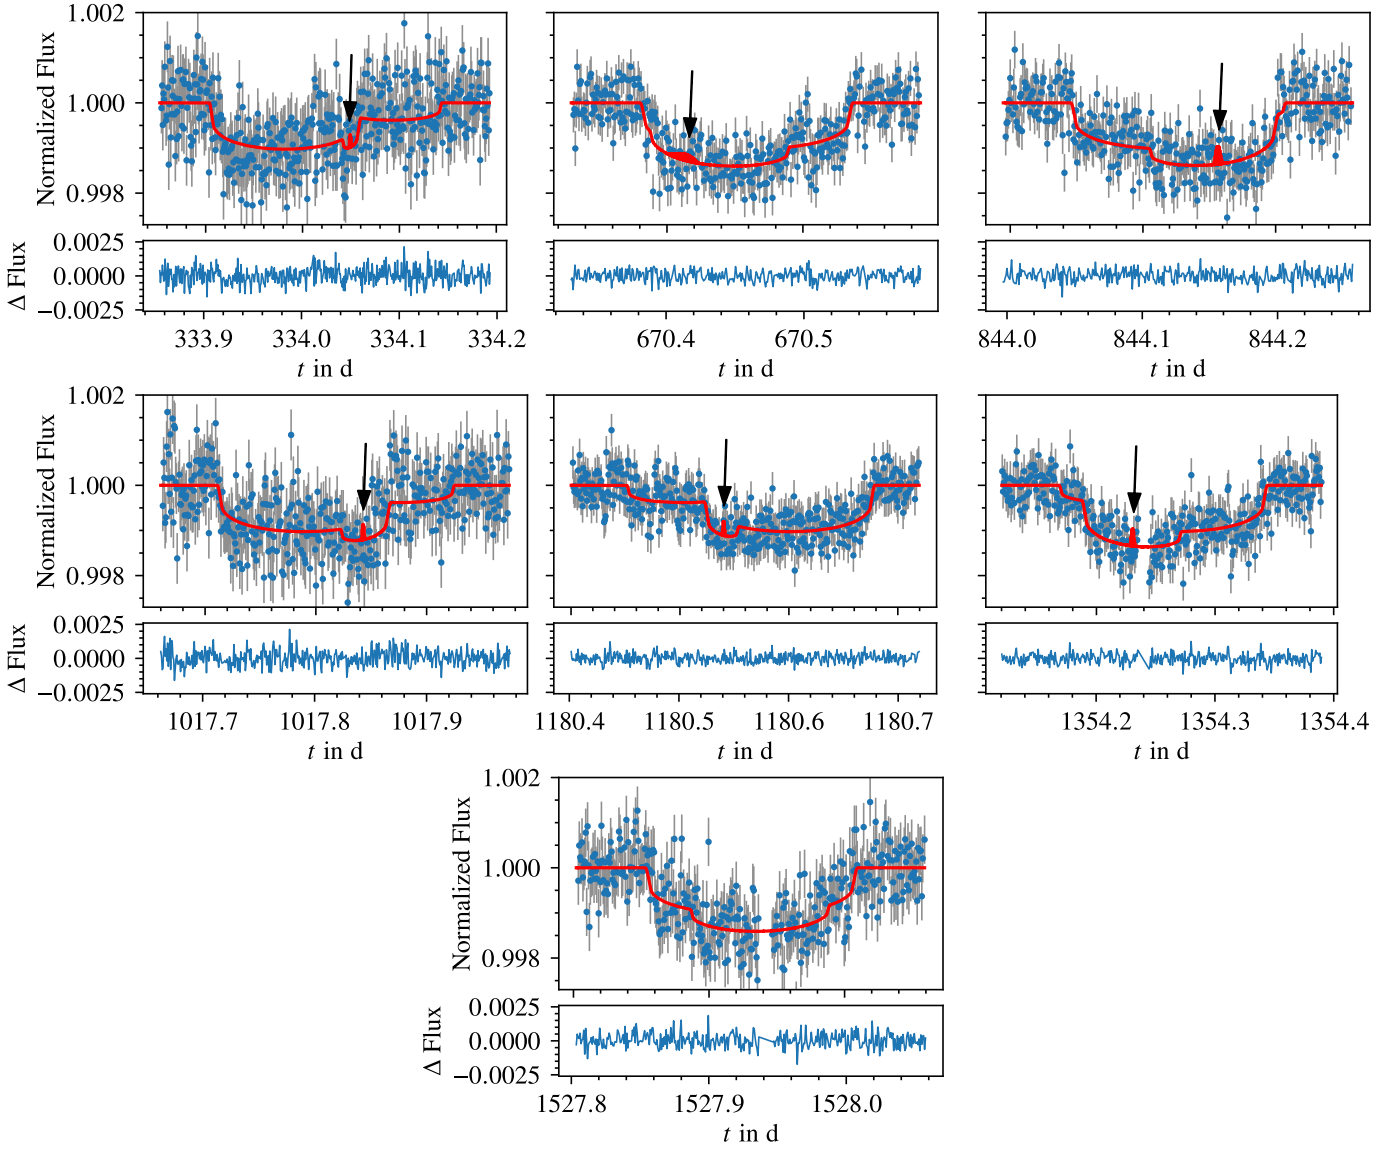 1.002
1.000
0.998
Normalized Flux
0.0025
0.0000
−0.0025
Δ Flux
333.9 334.0 334.1 334.2
t in d
670.4 670.5
t in d
844.0 844.1 844.2
t in d
1.002
1.000
0.998
Normalized Flux
0.0025
0.0000
−0.0025
Δ Flux
1017.7 1017.8 1017.9
t in d
1180.4 1180.5 1180.6 1180.7
t in d
1354.2 1354.3 1354.4
t in d
1.002
1.000
0.998
Normalized Flux
0.0025
0.0000
−0.0025
Δ Flux
1527.8 1527.9 1528.0
t in d